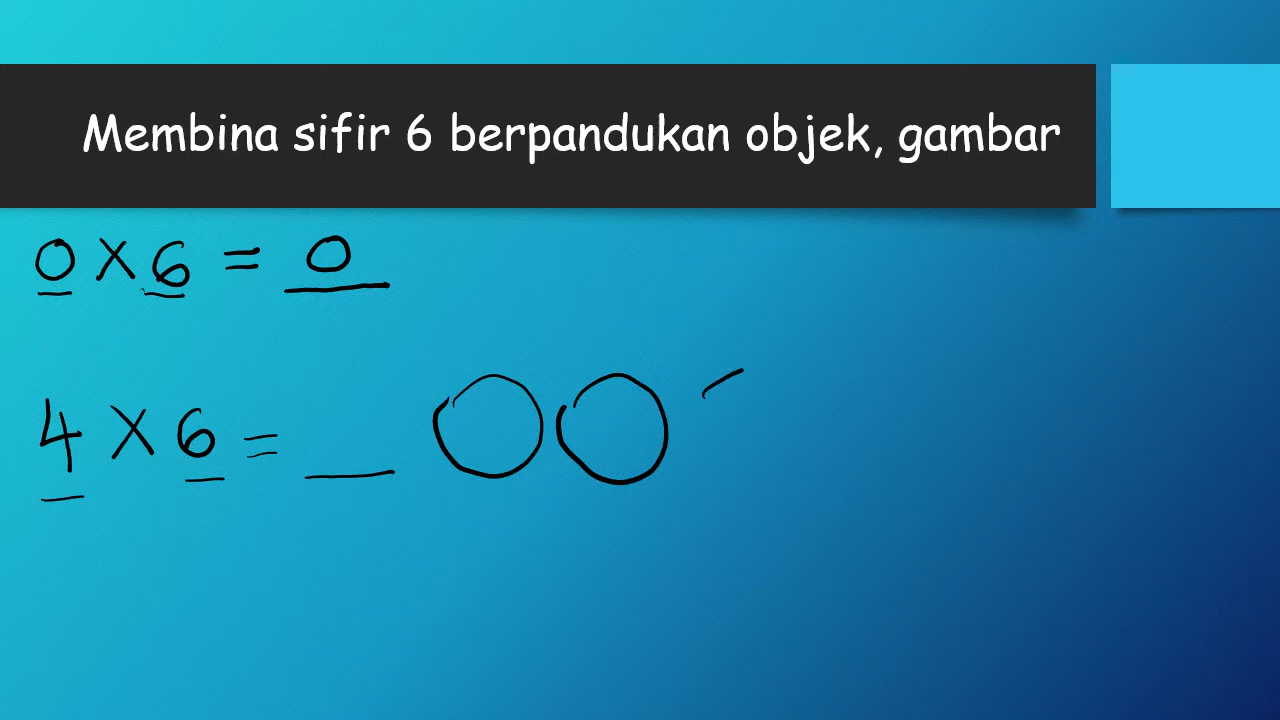 Membina sifir 6 berpandukan objek, gambar
0 X 6 = 0
4 X 6 = __